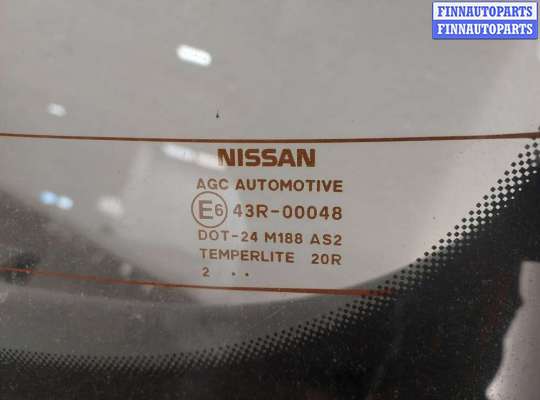 FINNAUTOPARTS
FINNAUTOPARTS
NISSAN
AGC AUTOMOTIVE
E6 43R-00048
DOT-24 M188 AS2
TEMPERLITE 20R
2 • •